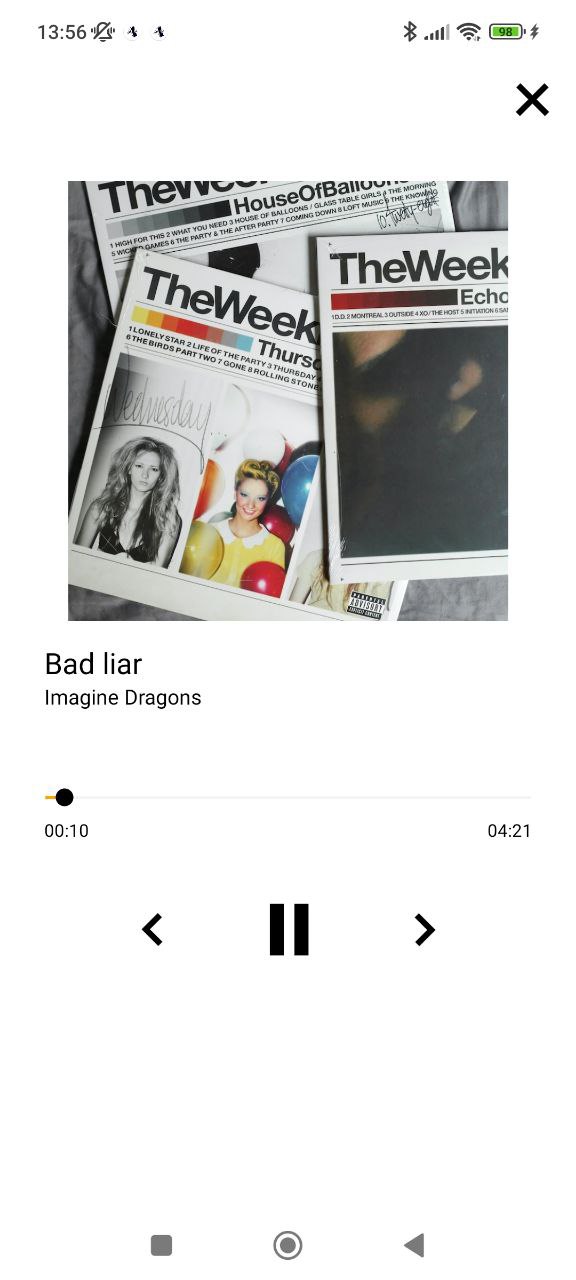 13:56
98
TheWee
HouseOfBalloons
1 HIGH FOR THIS 2 WHAT YOU NEED 3 HOUSE OF BALLOONS / GLASS TABLE GIRLS 4 THE MORNING
5 WICKED GAMES 6 THE PARTY & THE AFTER PARTY 7 COMING DOWN 8 LOFT MUSIC 9 THE KNOWING
TheWeek
Echo
1 D.D. 2 MONTREAL 3 OUTSIDE 4 XO / THE HOST 5 INITIATION 6 SA
TheWeek
Thurs
1 LONELY STAR 2 LIFE OF THE PARTY 3 THURSDAY
6 THE BIRDS PART TWO 7 GONE 8 ROLLING STONE
Wednesday
PARENTAL
ADVISORY
EXPLICIT CONTENT
Bad liar
Imagine Dragons
00:10
04:21